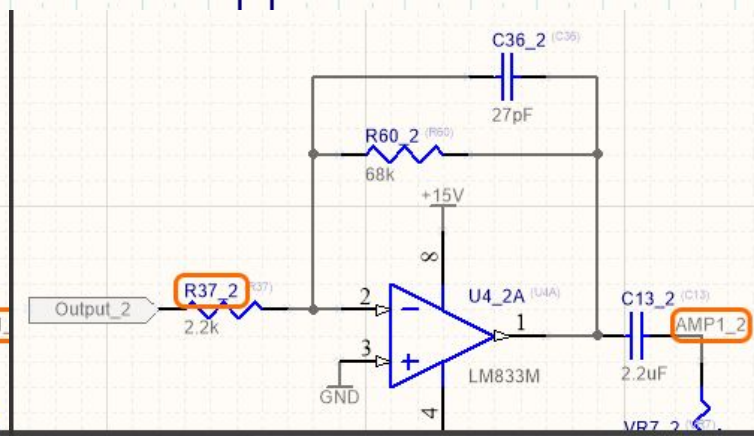 C36_2 (C36)
27pF
R60_2 (R60)
68k
+15V
8
R37_2
Output_2
2.2k
2
U4_2A (U4A)
1
C13_2 (C13)
AMP1_2
3
LM833M
2.2uF
GND
4
VR7_2